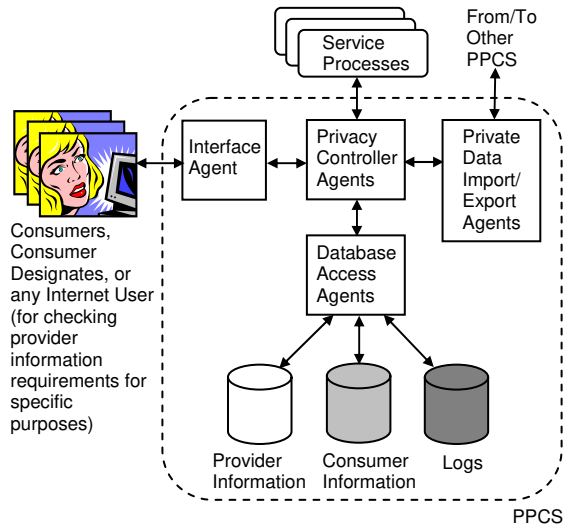 Service
Processes
From/To
Other
PPCS
Interface
Agent
Privacy
Controller
Agents
Private
Data
Import/
Export
Agents
Consumers,
Consumer
Designates, or
any Internet User
(for checking
provider
information
requirements for
specific
purposes)
Database
Access
Agents
Provider
Information
Consumer
Information
Logs
PPCS